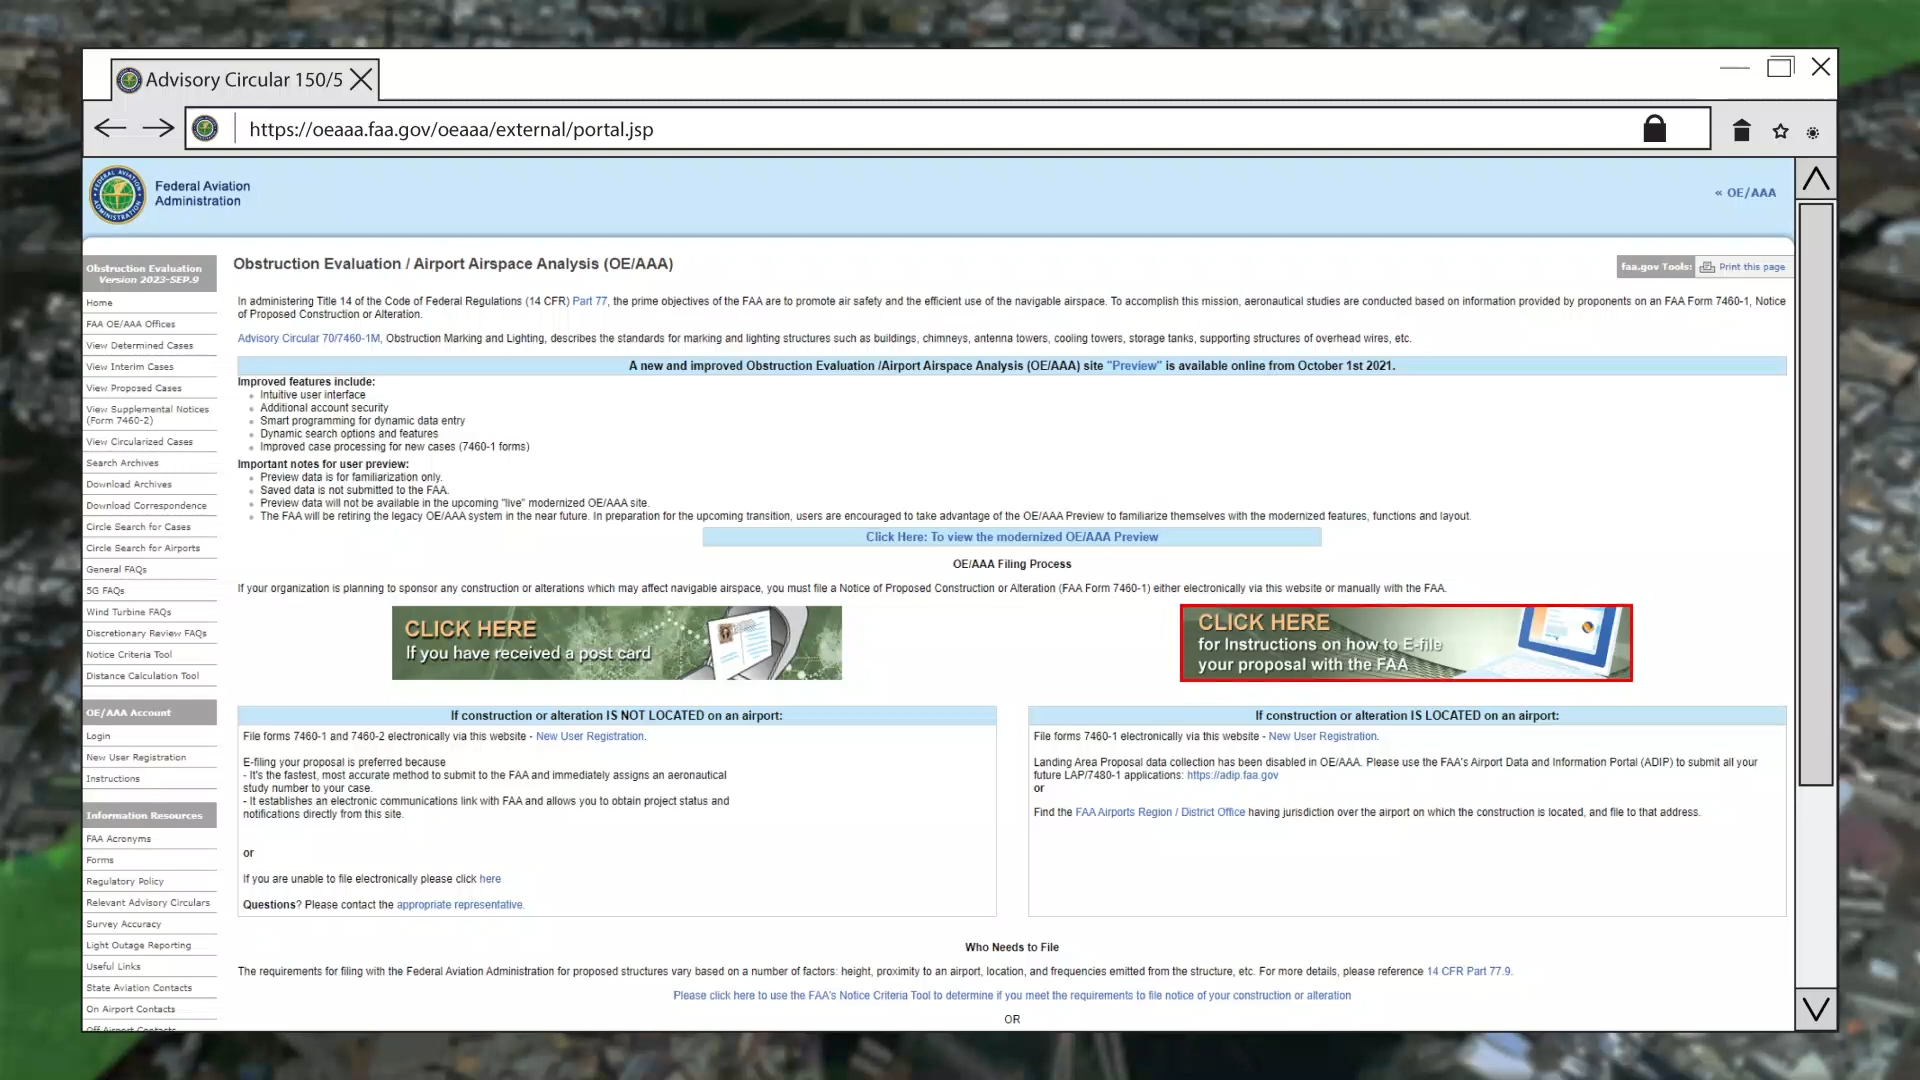 Advisory Circular 150/5
https://oeaaa.faa.gov/oeaaa/external/portal.jsp
Federal Aviation
Administration
« OE/AAA
Obstruction Evaluation
Version 2023-SEP.9
Home
FAA OE/AAA Offices
View Determined Cases
View Interim Cases
View Proposed Cases
View Supplemental Notices
(Form 7460-2)
View Circularized Cases
Search Archives
Download Archives
Download Correspondence
Circle Search for Cases
Circle Search for Airports
General FAQs
5G FAQs
Wind Turbine FAQs
Discretionary Review FAQs
Notice Criteria Tool
Distance Calculation Tool
OE/AAA Account
Login
New User Registration
Instructions
Information Resources
FAA Acronyms
Forms
Regulatory Policy
Relevant Advisory Circulars
Survey Accuracy
Light Outage Reporting
Useful Links
State Aviation Contacts
On Airport Contacts
Off Airport Contacts
Obstruction Evaluation / Airport Airspace Analysis (OE/AAA)
faa.gov Tools: Print this page
In administering Title 14 of the Code of Federal Regulations (14 CFR) Part 77, the prime objectives of the FAA are to promote air safety and the efficient use of the navigable airspace. To accomplish this mission, aeronautical studies are conducted based on information provided by proponents on an FAA Form 7460-1, Notice
of Proposed Construction or Alteration.
Advisory Circular 70/7460-1M, Obstruction Marking and Lighting, describes the standards for marking and lighting structures such as buildings, chimneys, antenna towers, cooling towers, storage tanks, supporting structures of overhead wires, etc.
A new and improved Obstruction Evaluation /Airport Airspace Analysis (OE/AAA) site "Preview" is available online from October 1st 2021.
Improved features include:
Intuitive user interface
Additional account security
Smart programming for dynamic data entry
Dynamic search options and features
Improved case processing for new cases (7460-1 forms)
Important notes for user preview:
Preview data is for familiarization only.
Saved data is not submitted to the FAA.
Preview data will not be available in the upcoming "live" modernized OE/AAA site.
The FAA will be retiring the legacy OE/AAA system in the near future. In preparation for the upcoming transition, users are encouraged to take advantage of the OE/AAA Preview to familiarize themselves with the modernized features, functions and layout.
Click Here: To view the modernized OE/AAA Preview
OE/AAA Filing Process
If your organization is planning to sponsor any construction or alterations which may affect navigable airspace, you must file a Notice of Proposed Construction or Alteration (FAA Form 7460-1) either electronically via this website or manually with the FAA.
CLICK HERE
If you have received a post card
CLICK HERE
for Instructions on how to E-file
your proposal with the FAA
If construction or alteration IS NOT LOCATED on an airport:
File forms 7460-1 and 7460-2 electronically via this website - New User Registration.
E-filing your proposal is preferred because
- It's the fastest, most accurate method to submit to the FAA and immediately assigns an aeronautical
study number to your case.
- It establishes an electronic communications link with FAA and allows you to obtain project status and
notifications directly from this site.
or
If you are unable to file electronically please click here
Questions? Please contact the appropriate representative.
If construction or alteration IS LOCATED on an airport:
File forms 7460-1 electronically via this website - New User Registration.
Landing Area Proposal data collection has been disabled in OE/AAA. Please use the FAA's Airport Data and Information Portal (ADIP) to submit all your
future LAP/7480-1 applications: https://adip.faa.gov
or
Find the FAA Airports Region / District Office having jurisdiction over the airport on which the construction is located, and file to that address.
Who Needs to File
The requirements for filing with the Federal Aviation Administration for proposed structures vary based on a number of factors: height, proximity to an airport, location, and frequencies emitted from the structure, etc. For more details, please reference 14 CFR Part 77.9.
Please click here to use the FAA's Notice Criteria Tool to determine if you meet the requirements to file notice of your construction or alteration
OR